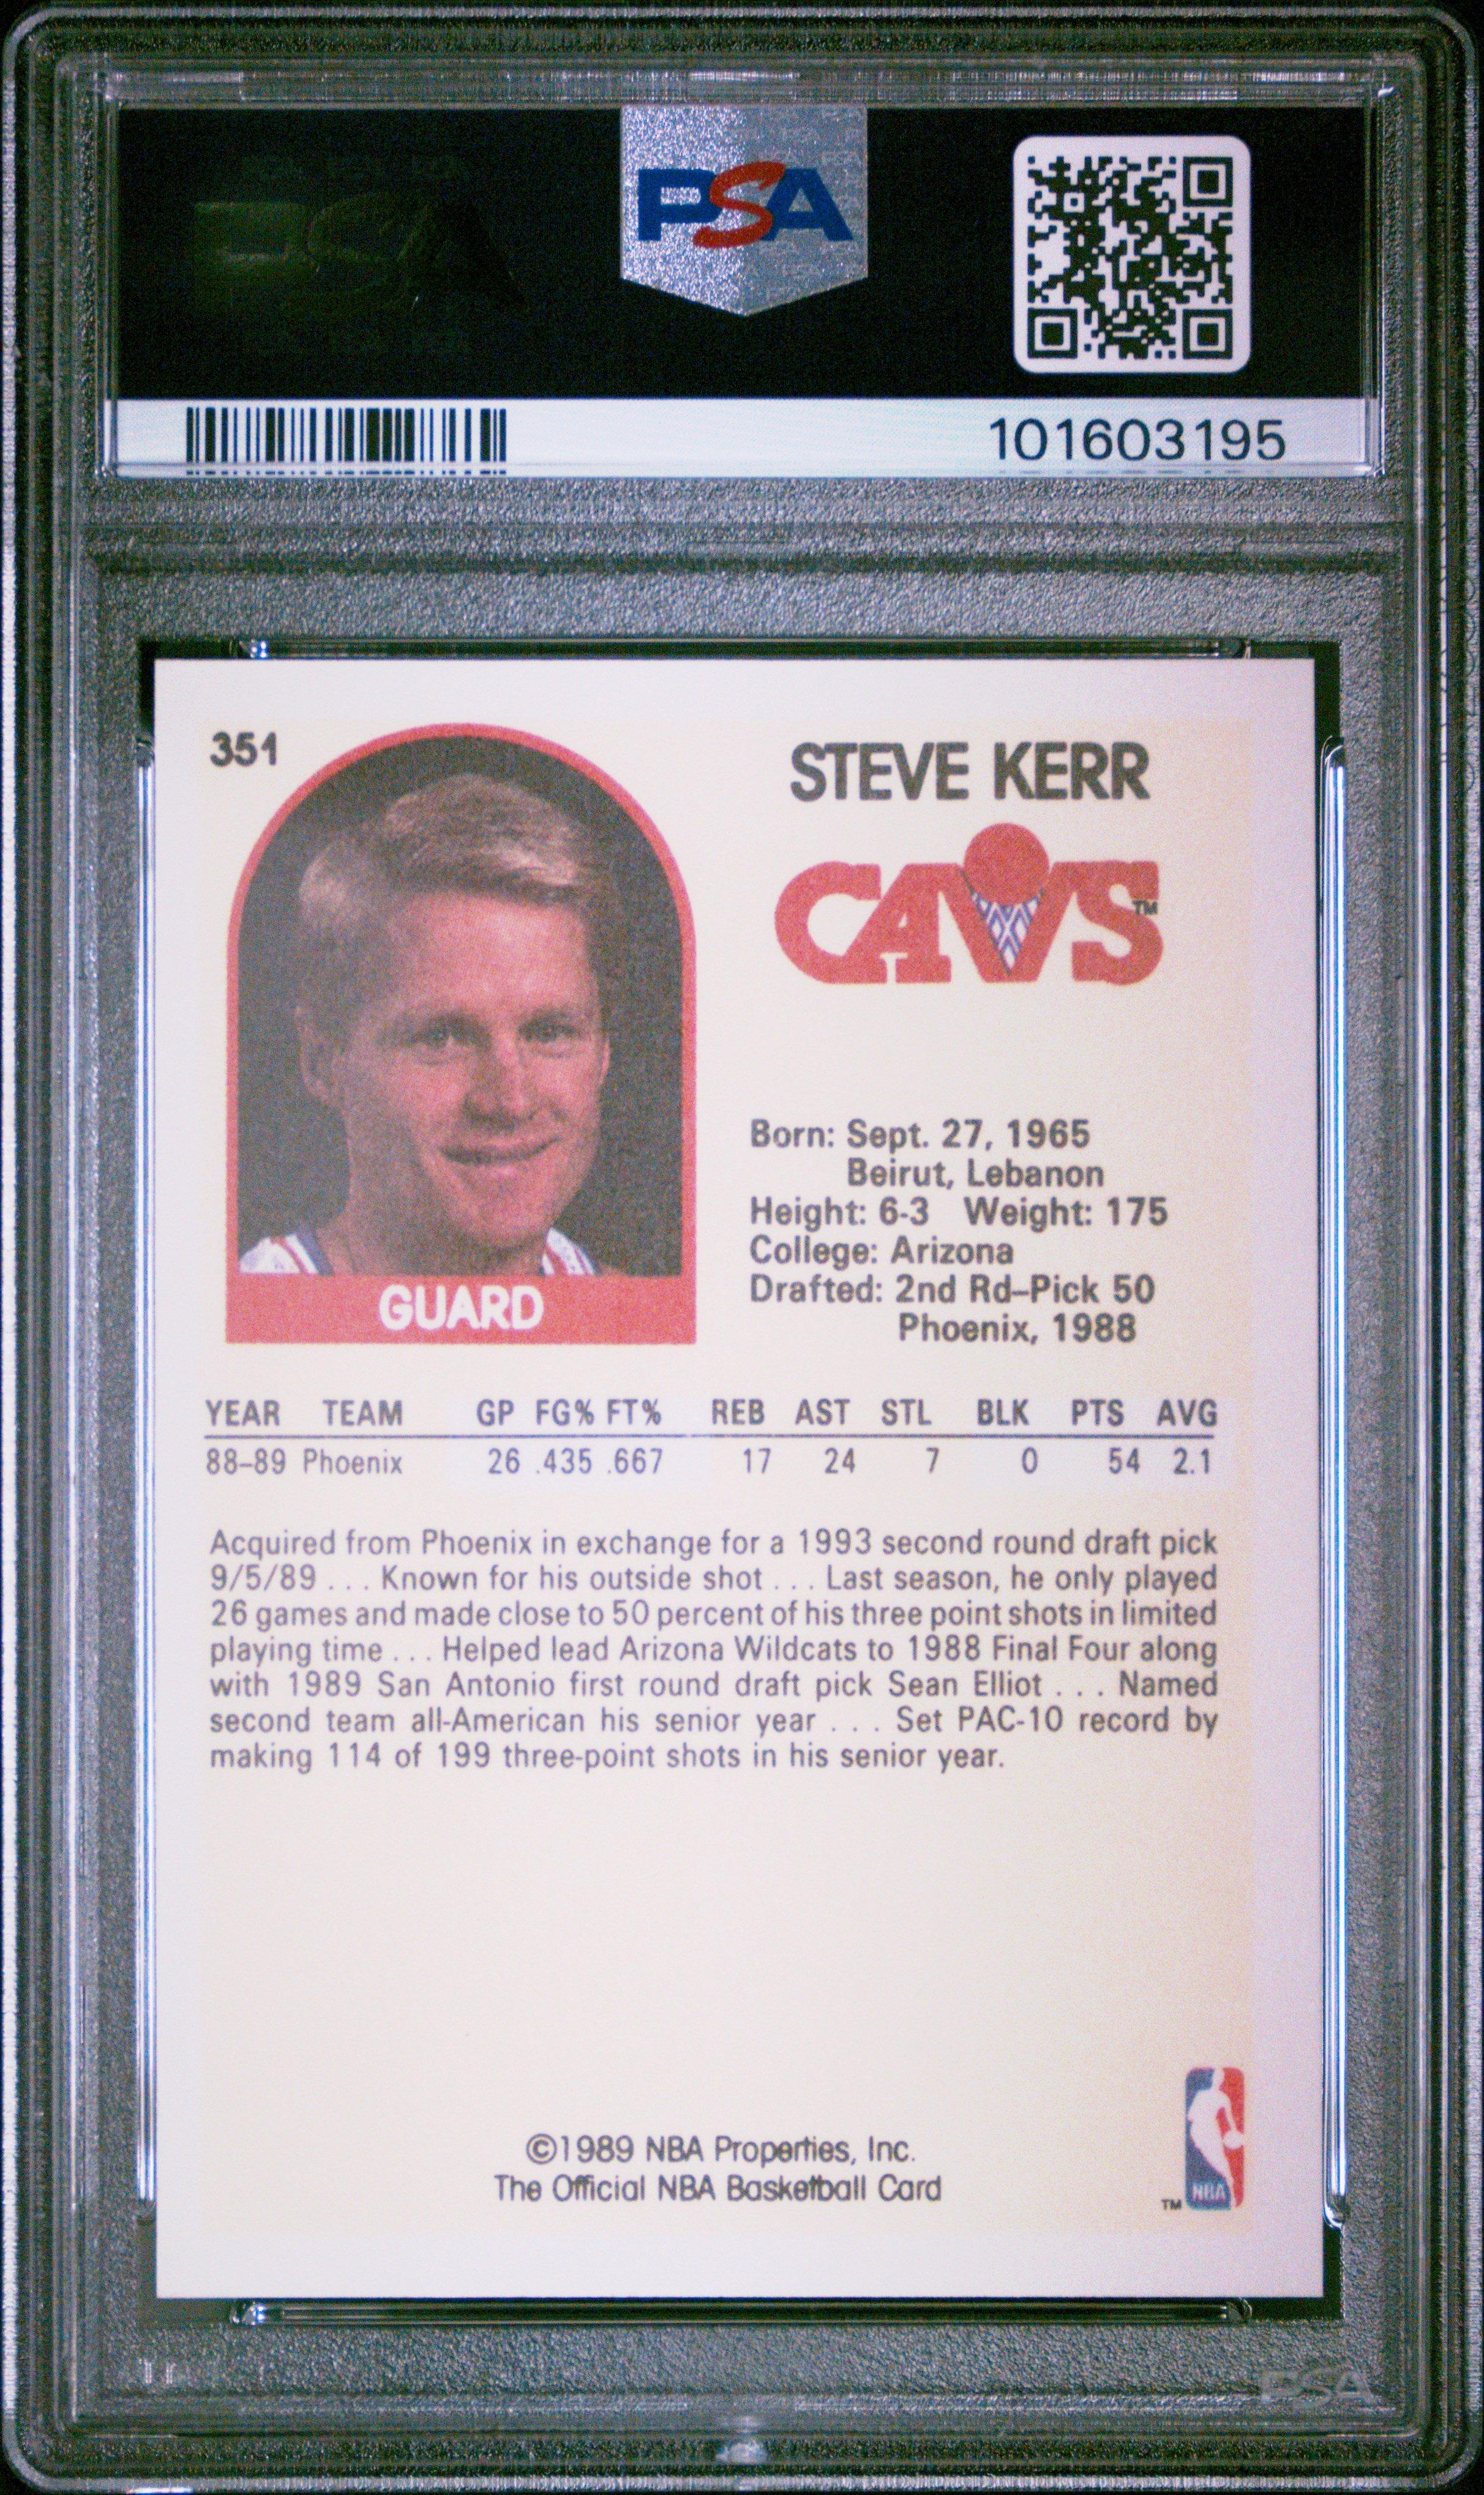 PSA
101603195
351
STEVE KERR
CAVS™
GUARD
Born: Sept. 27, 1965
Beirut, Lebanon
Height: 6-3 Weight: 175
College: Arizona
Drafted: 2nd Rd–Pick 50
Phoenix, 1988
YEAR TEAM GP FG% FT% REB AST STL BLK PTS AVG
88–89 Phoenix 26 .435 .667 17 24 7 0 54 2.1
Acquired from Phoenix in exchange for a 1993 second round draft pick
9/5/89 . . . Known for his outside shot . . . Last season, he only played
26 games and made close to 50 percent of his three point shots in limited
playing time . . . Helped lead Arizona Wildcats to 1988 Final Four along
with 1989 San Antonio first round draft pick Sean Elliot . . . Named
second team all-American his senior year . . . Set PAC-10 record by
making 114 of 199 three-point shots in his senior year.
©1989 NBA Properties, Inc.
The Official NBA Basketball Card
™ NBA
PSA